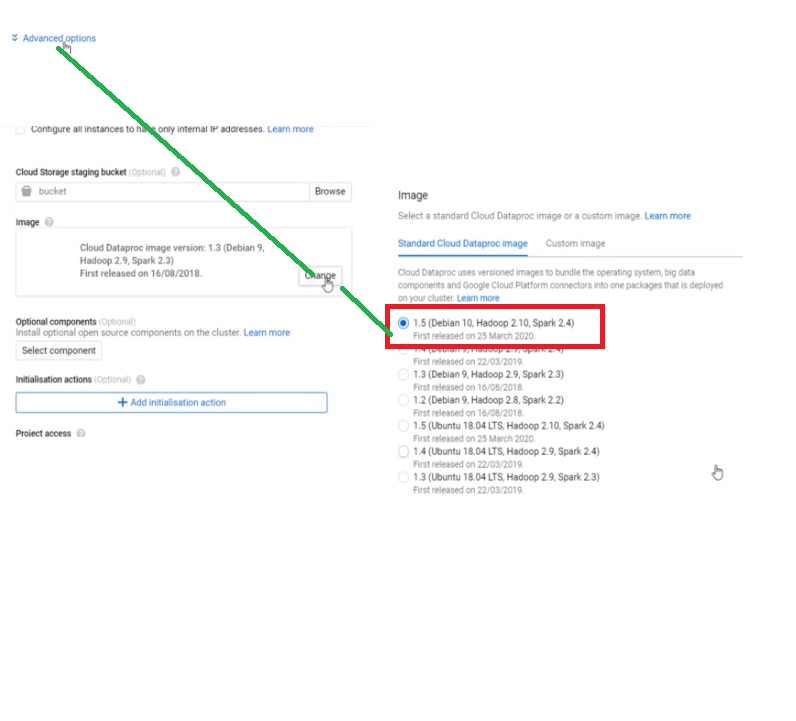 Advanced options
Configure all instances to have only internal IP addresses. Learn more
Cloud Storage staging bucket (Optional)
bucket Browse
Image
Cloud Dataproc image version: 1.3 (Debian 9,
Hadoop 2.9, Spark 2.3)
First released on 16/08/2018.
Change
Optional components (Optional)
Install optional open source components on the cluster. Learn more
Select component
Initialisation actions (Optional)
+ Add initialisation action
Project access
Image
Select a standard Cloud Dataproc image or a custom image. Learn more
Standard Cloud Dataproc image Custom image
Cloud Dataproc uses versioned images to bundle the operating system, big data
components and Google Cloud Platform connectors into one packages that is deployed
on your cluster. Learn more
1.5 (Debian 10, Hadoop 2.10, Spark 2.4)
First released on 25 March 2020.
1.4 (Debian 9, Hadoop 2.9, Spark 2.4)
First released on 22/03/2019.
1.3 (Debian 9, Hadoop 2.9, Spark 2.3)
First released on 16/08/2018.
1.2 (Debian 9, Hadoop 2.8, Spark 2.2)
First released on 16/08/2018.
1.5 (Ubuntu 18.04 LTS, Hadoop 2.10, Spark 2.4)
First released on 25 March 2020.
1.4 (Ubuntu 18.04 LTS, Hadoop 2.9, Spark 2.4)
First released on 22/03/2019.
1.3 (Ubuntu 18.04 LTS, Hadoop 2.9, Spark 2.3)
First released on 22/03/2019.